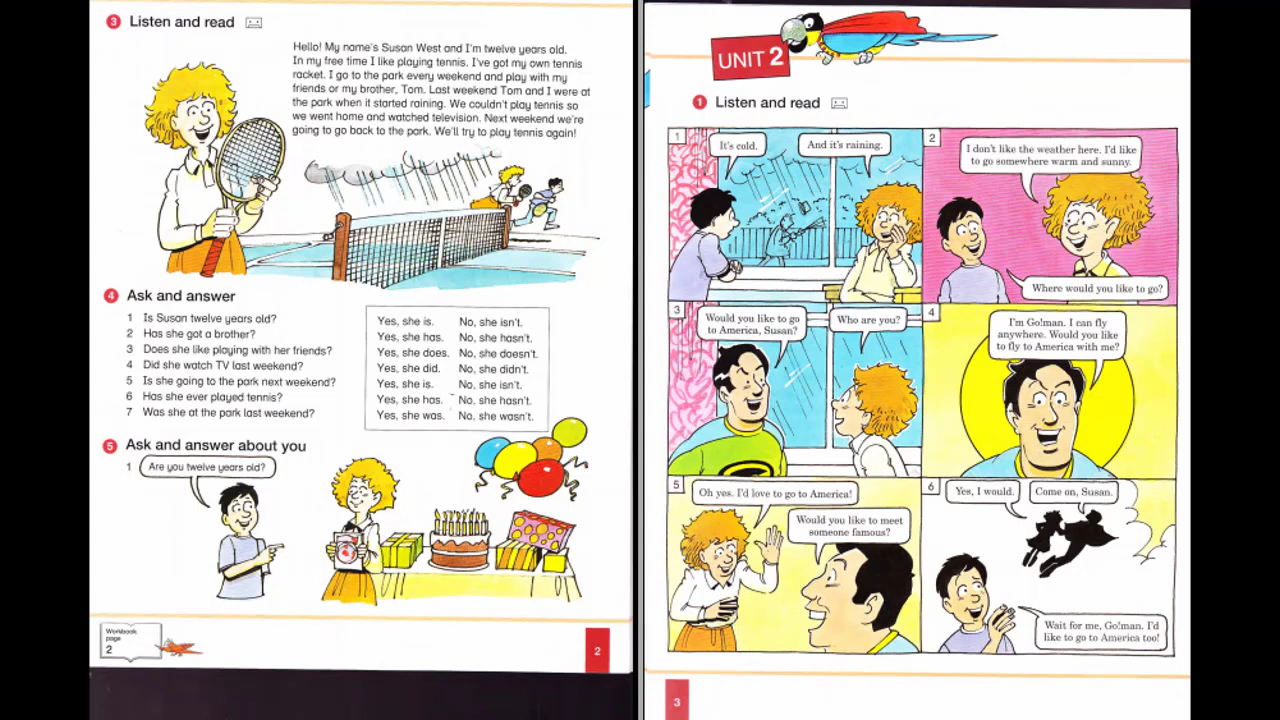 3 Listen and read
Hello! My name's Susan West and I'm twelve years old.
In my free time I like playing tennis. I've got my own tennis
racket. I go to the park every weekend and play with my
friends or my brother, Tom. Last weekend Tom and I were at
the park when it started raining. We couldn't play tennis so
we went home and watched television. Next weekend we're
going to go back to the park. We'll try to play tennis again!
4 Ask and answer
1 Is Susan twelve years old?
2 Has she got a brother?
3 Does she like playing with her friends?
4 Did she watch TV last weekend?
5 Is she going to the park next weekend?
6 Has she ever played tennis?
7 Was she at the park last weekend?
Yes, she is. No, she isn't.
Yes, she has. No, she hasn't.
Yes, she does. No, she doesn't.
Yes, she did. No, she didn't.
Yes, she is. No, she isn't.
Yes, she has. No, she hasn't.
Yes, she was. No, she wasn't.
5 Ask and answer about you
1 Are you twelve years old?
Workbook
page
2
2
UNIT 2
1 Listen and read
1
It's cold.
And it's raining.
2
I don't like the weather here. I'd like
to go somewhere warm and sunny.
Where would you like to go?
3
Would you like to go
to America, Susan?
Who are you?
4
I'm Go!man. I can fly
anywhere. Would you like
to fly to America with me?
5
Oh yes. I'd love to go to America!
Would you like to meet
someone famous?
6
Yes, I would.
Come on, Susan.
Wait for me, Go!man. I'd
like to go to America too!
3